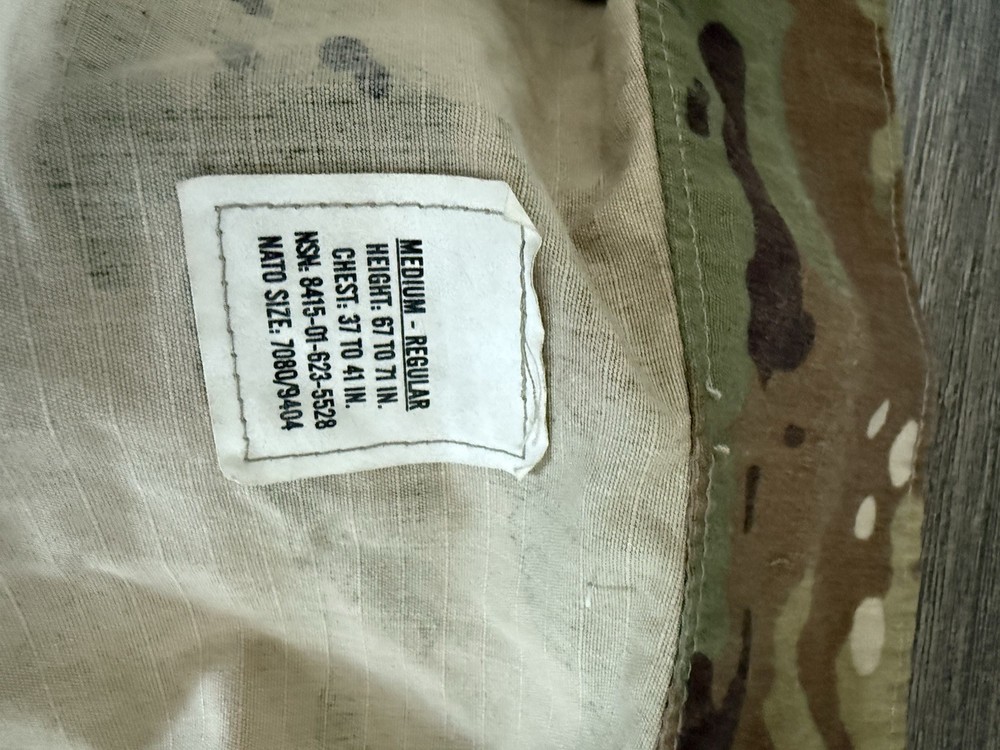 MEDIUM - REGULAR
HEIGHT: 67 TO 71 IN.
CHEST: 37 TO 41 IN.
NSN: 8415-01-623-5528
NATO SIZE: 7080/9404